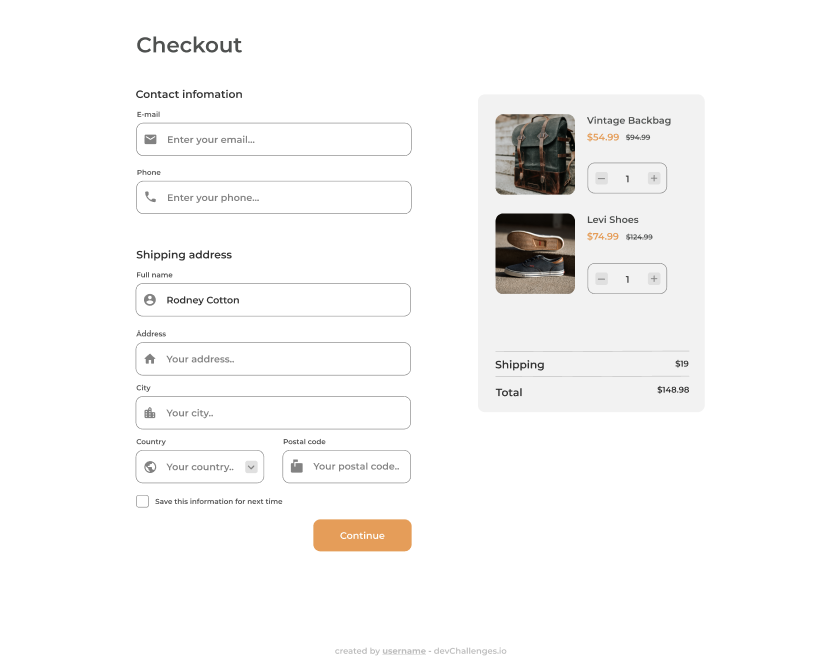 Checkout
Contact infomation
E-mail
Enter your email...
Phone
Enter your phone...
Shipping address
Full name
Rodney Cotton
Address
Your address..
City
Your city..
Country
Your country..
Postal code
Your postal code..
Save this information for next time
Continue
Vintage Backbag
$54.99 $94.99
1
Levi Shoes
$74.99 $124.99
1
Shipping $19
Total $148.98
created by username - devChallenges.io